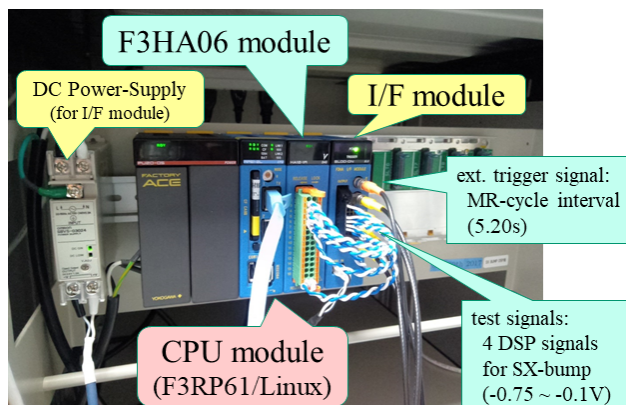 F3HA06 module
DC Power-Supply
(for I/F module)
I/F module
FACTORY
ACE
ext. trigger signal:
MR-cycle interval
(5.20s)
YOKOGAWA
CPU module
(F3RP61/Linux)
test signals:
4 DSP signals
for SX-bump
(-0.75 ~ -0.1V)